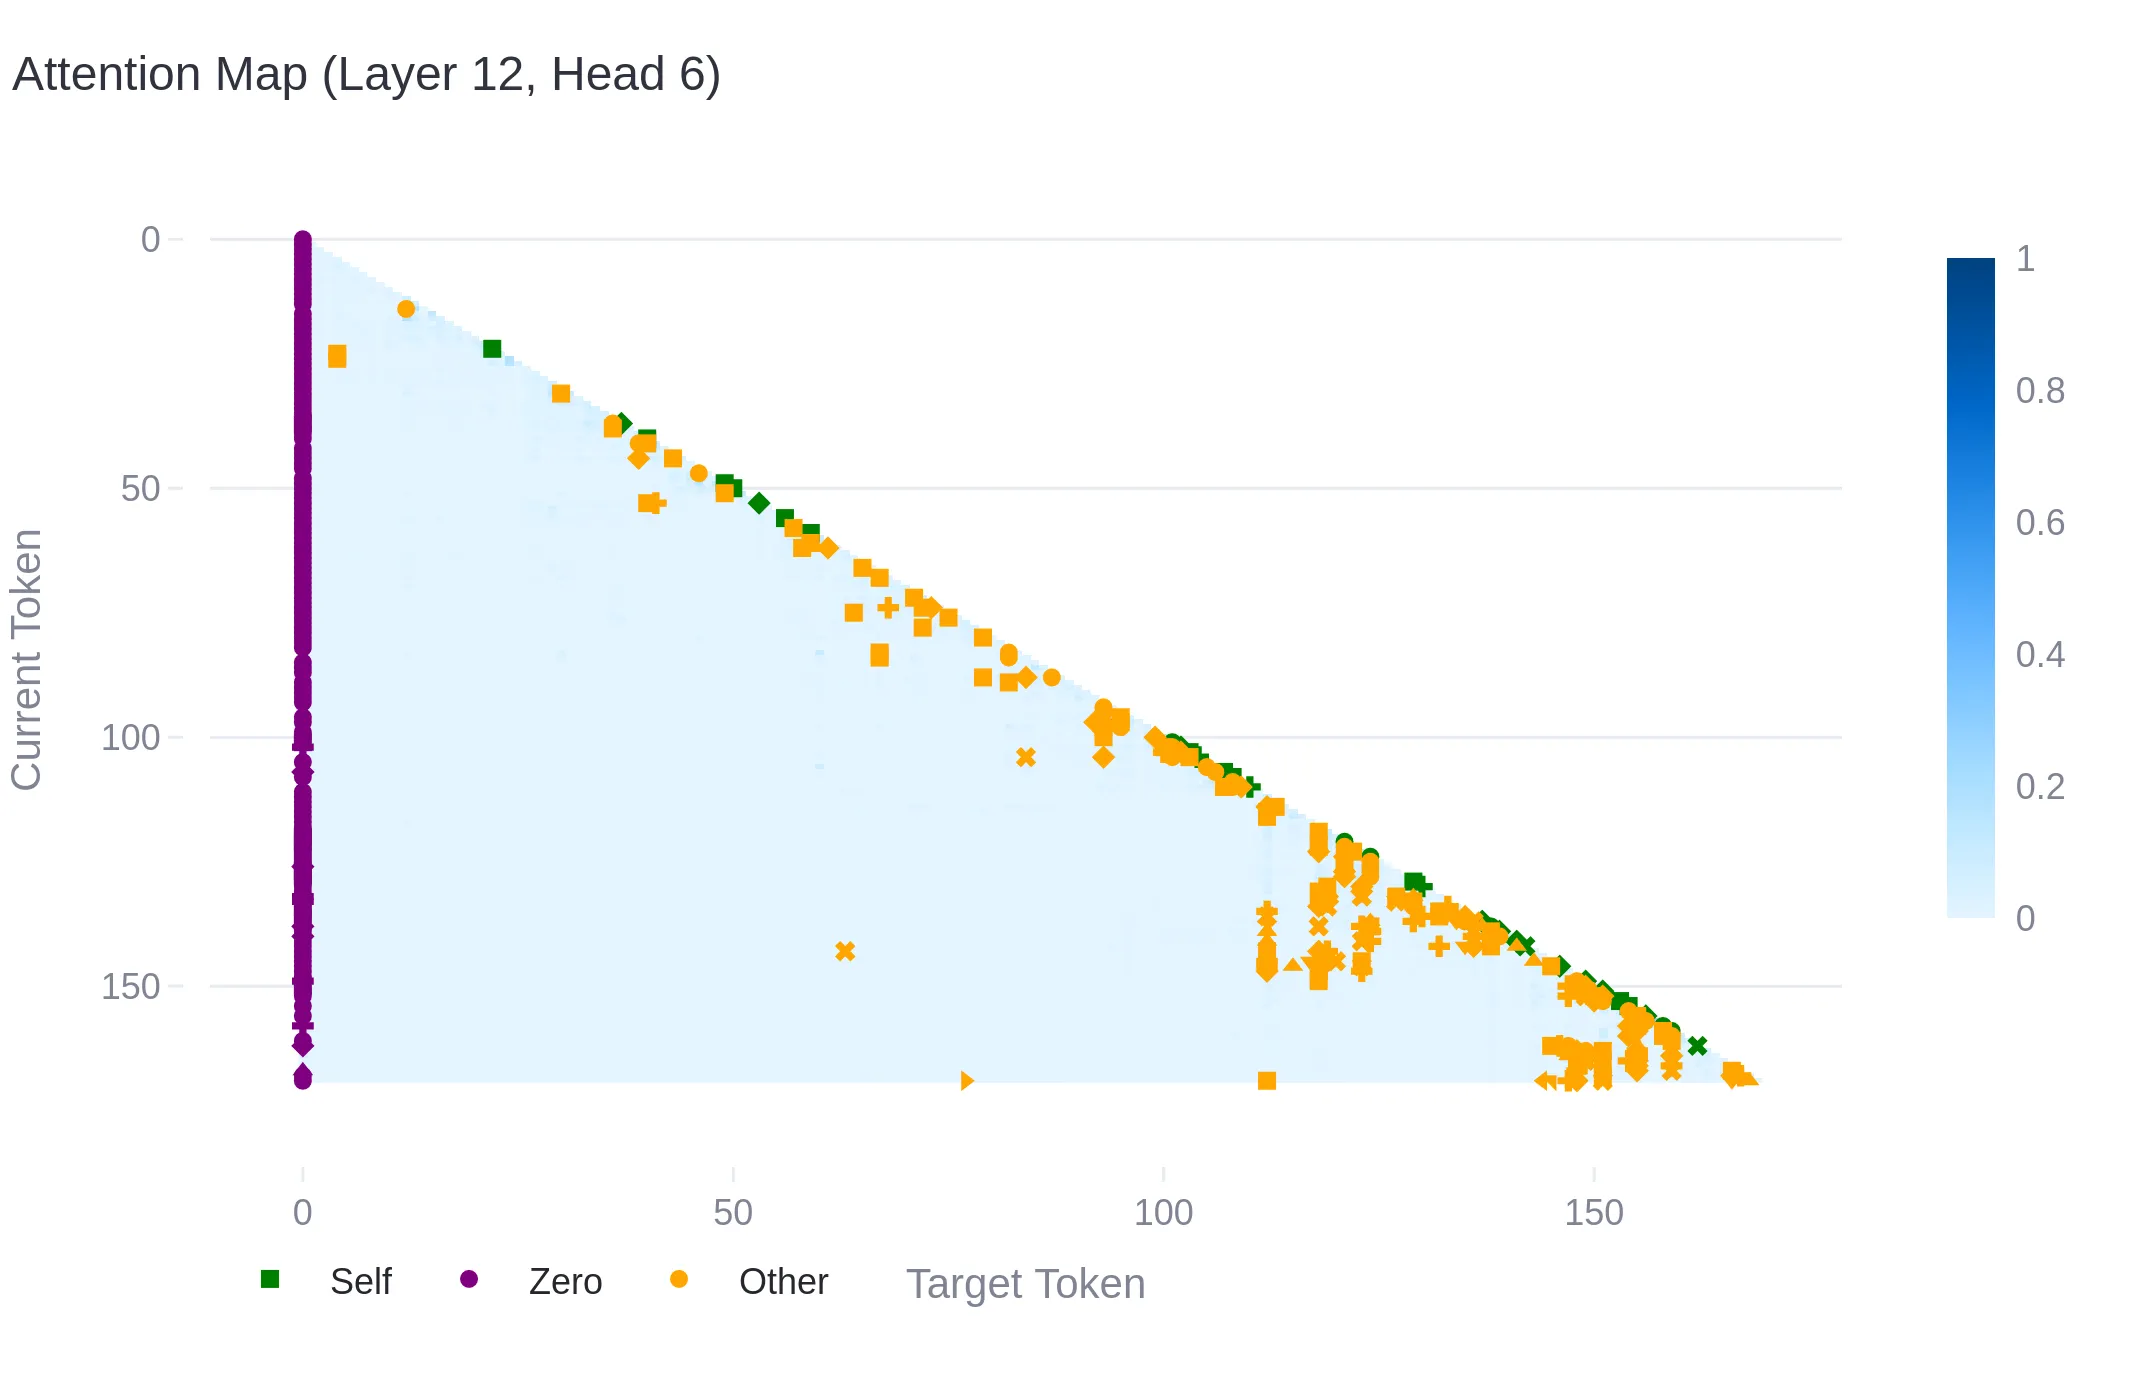 Attention Map (Layer 12, Head 6)
0
50
100
150
Current Token
0
50
100
150
Target Token
Self
Zero
Other
1
0.8
0.6
0.4
0.2
0